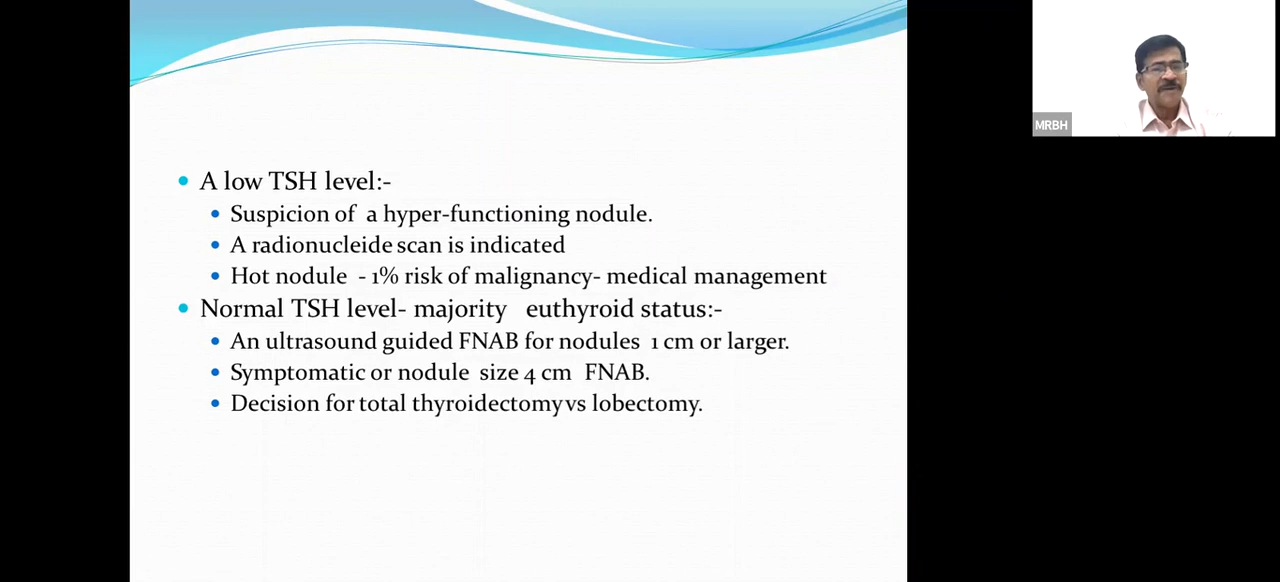 A low TSH level:-
Suspicion of a hyper-functioning nodule.
A radionucleide scan is indicated
Hot nodule - 1% risk of malignancy- medical management
Normal TSH level- majority euthyroid status:-
An ultrasound guided FNAB for nodules 1 cm or larger.
Symptomatic or nodule size 4 cm FNAB.
Decision for total thyroidectomy vs lobectomy.
MRBH